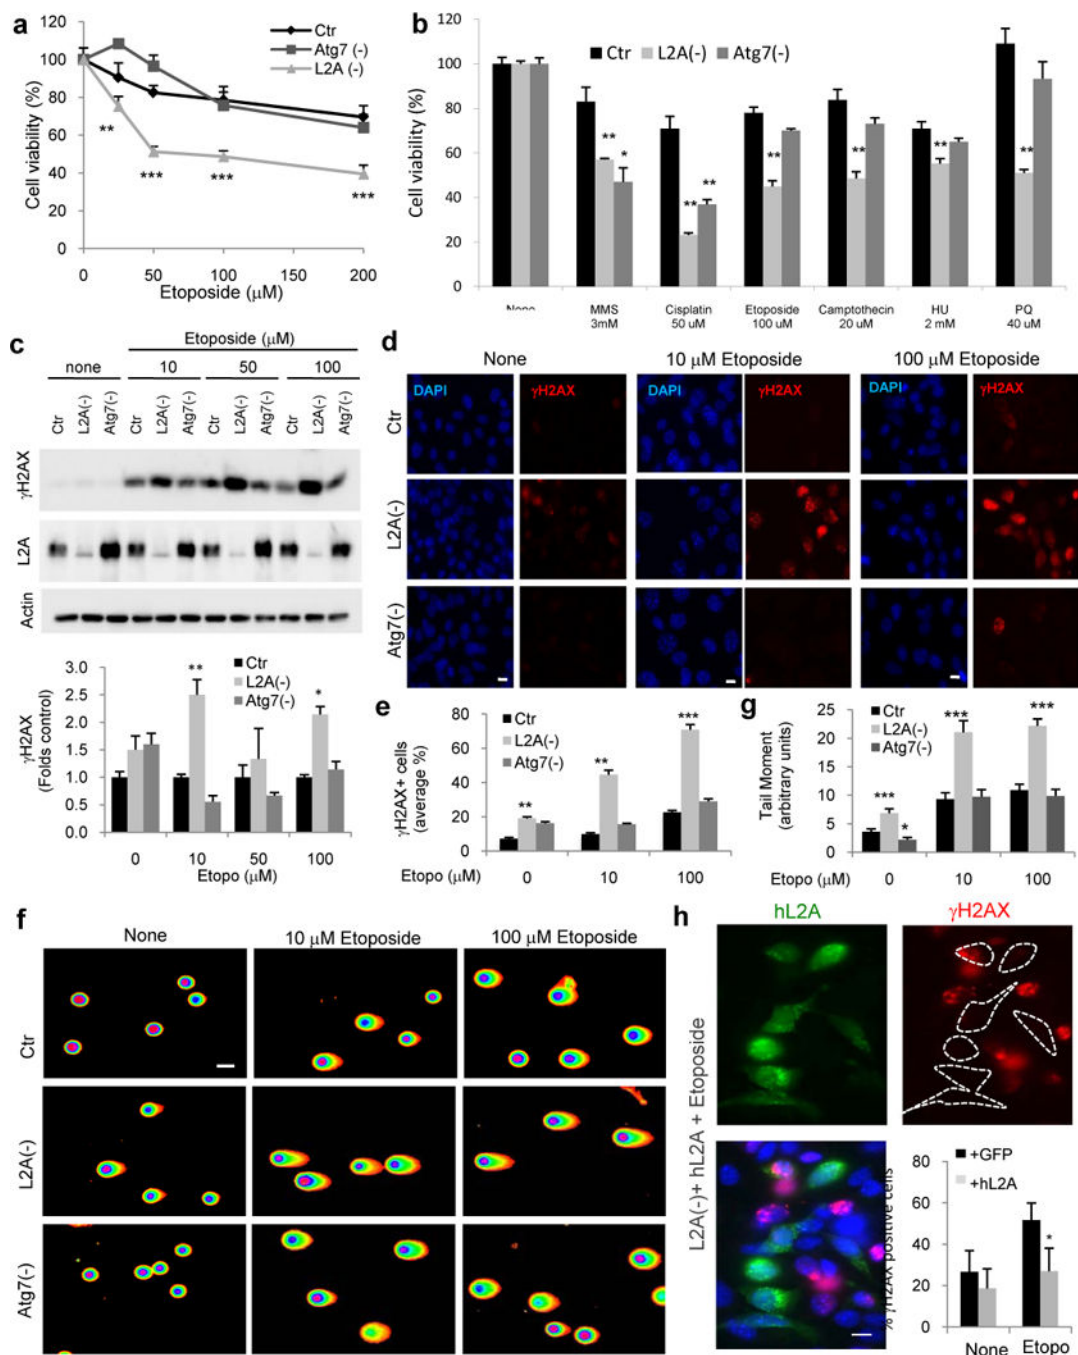 a
120
100
80
60
40
20
0
Cell viability (%)
Ctr
Atg7 (-)
L2A (-)
**
***
***
***
0
50
100
150
200
Etoposide (μM)
b
120
100
80
60
40
20
0
Cell viability (%)
Ctr L2A(-) Atg7(-)
** *
** **
**
**
**
**
None MMS Cisplatin Etoposide Camptothecin HU PQ
3mM 50 uM 100 uM 20 uM 2 mM 40 uM
c
Etoposide (μM)
none 10 50 100
Ctr L2A(-) Atg7(-) Ctr L2A(-) Atg7(-) Ctr L2A(-) Atg7(-) Ctr L2A(-) Atg7(-)
γH2AX
L2A
Actin
3.0
2.5
2.0
1.5
1.0
0.5
0.0
γH2AX
(Folds control)
Ctr
L2A(-)
Atg7(-)
**
*
0 10 50 100
Etopo (μM)
d
None 10 μM Etoposide 100 μM Etoposide
DAPI γH2AX DAPI γH2AX DAPI γH2AX
Ctr
L2A(-)
Atg7(-)
e
80
60
40
20
0
γH2AX+ cells
(average %)
Ctr
L2A(-)
Atg7(-)
**
**
***
Etopo (μM) 0 10 100
g
25
20
15
10
5
0
Tail Moment
(arbitrary units)
Ctr
L2A(-)
Atg7(-)
***
*
***
***
Etopo (μM) 0 10 100
f
None 10 μM Etoposide 100 μM Etoposide
Ctr
L2A(-)
Atg7(-)
h
hL2A γH2AX
L2A(-)+ hL2A + Etoposide
80
60
40
20
0
% γH2AX positive cells
+GFP
+hL2A
*
None Etopo